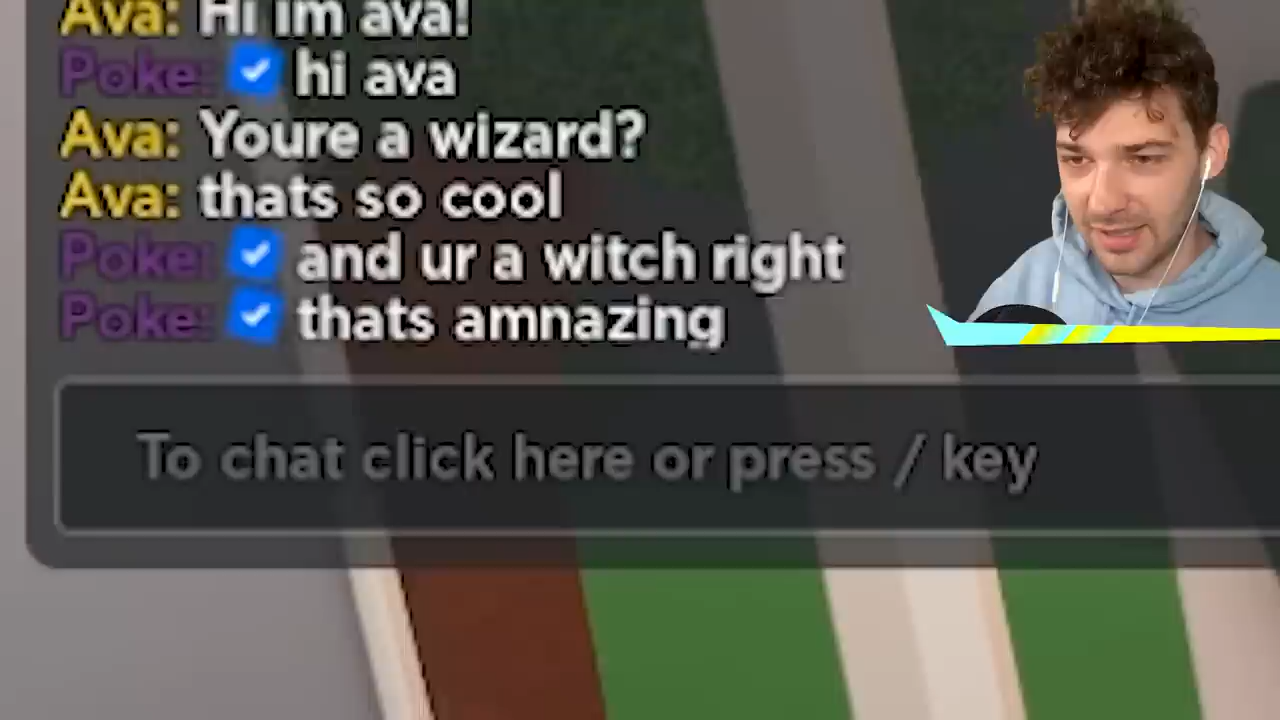 Ava: Hi im ava!
Poke: hi ava
Ava: Youre a wizard?
Ava: thats so cool
Poke: and ur a witch right
Poke: thats amnazing
To chat click here or press / key